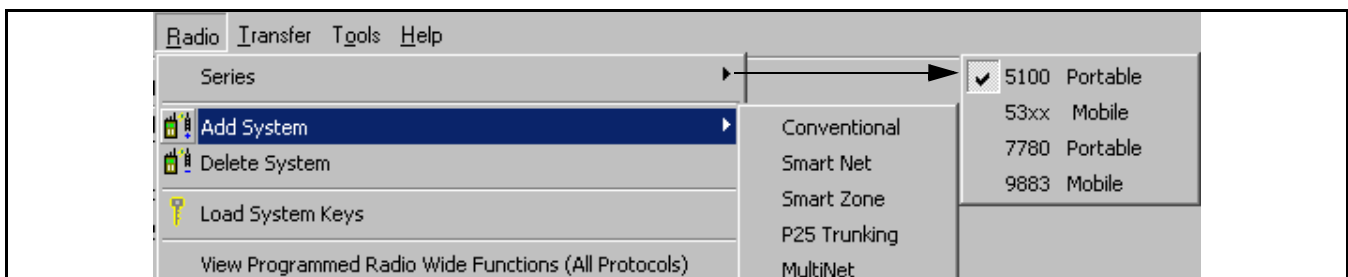 Radio Transfer Tools Help
Series
Add System
Delete System
Load System Keys
View Programmed Radio Wide Functions (All Protocols)
Conventional
Smart Net
Smart Zone
P25 Trunking
MultiNet
5100 Portable
53xx Mobile
7780 Portable
9883 Mobile